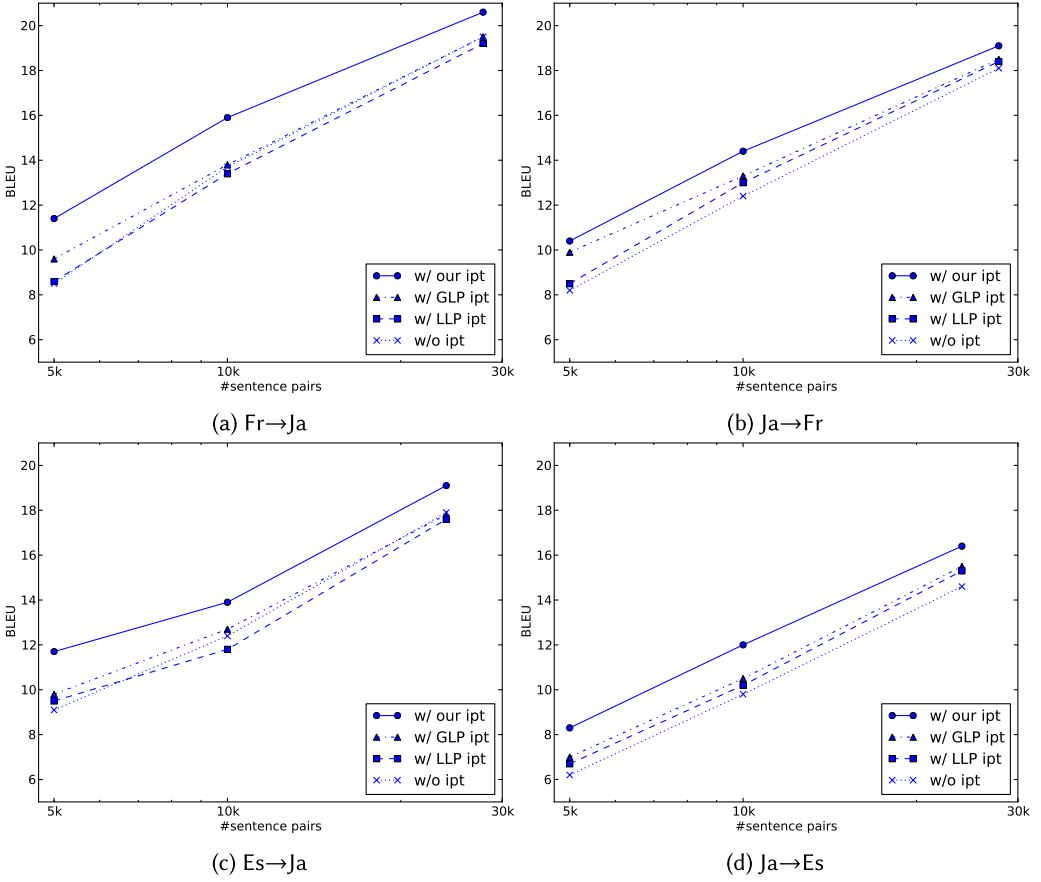 20
18
16
14
12
10
8
6
BLEU
5k
10k
30k
#sentence pairs
w/ our ipt
w/ GLP ipt
w/ LLP ipt
w/o ipt
(a) Fr→Ja
20
18
16
14
12
10
8
6
BLEU
5k
10k
30k
#sentence pairs
w/ our ipt
w/ GLP ipt
w/ LLP ipt
w/o ipt
(b) Ja→Fr
20
18
16
14
12
10
8
6
BLEU
5k
10k
30k
#sentence pairs
w/ our ipt
w/ GLP ipt
w/ LLP ipt
w/o ipt
(c) Es→Ja
20
18
16
14
12
10
8
6
BLEU
5k
10k
30k
#sentence pairs
w/ our ipt
w/ GLP ipt
w/ LLP ipt
w/o ipt
(d) Ja→Es